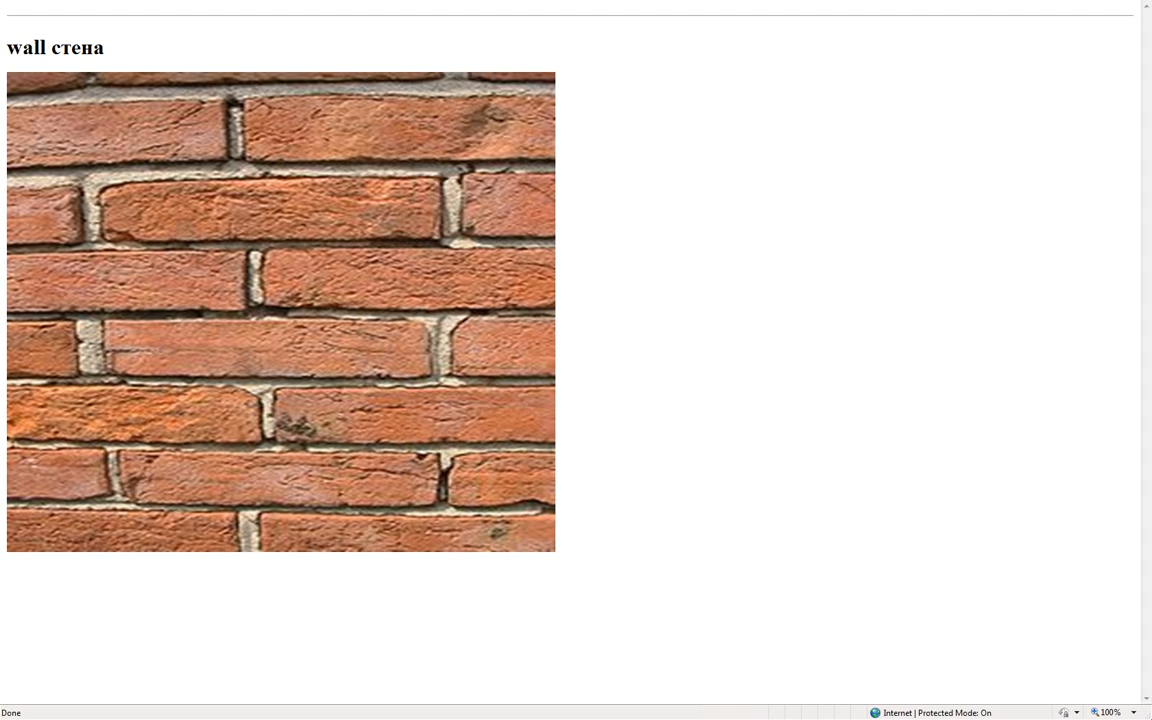 wall стена
Done
Internet | Protected Mode: On
100%